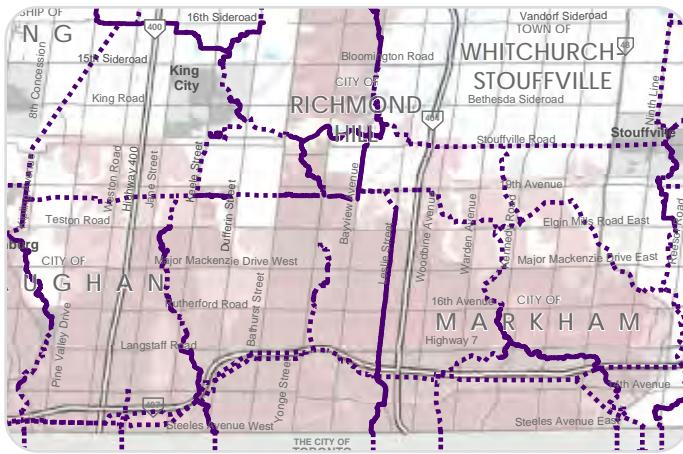 SHIP OF
N G
16th Sideroad
400
Vandorf Sideroad
TOWN OF
WHITCHURCH-
STOUFFVILLE
48
15th Sideroad
Bloomington Road
King
City
CITY OF
RICHMOND
HILL
8th Concession
King Road
Bethesda Sideroad
Ninth Line
404
Stouffville Road
Stouffville
Weston Road
Highway 400
Jane Street
Keele Street
Dufferin Street
Bayview Avenue
19th Avenue
Teston Road
Elgin Mills Road East
Kennedy Road
Warden Avenue
Woodbine Avenue
Leslie Street
Reesor Road
burg
CITY OF
UGHAN
Major Mackenzie Drive West
Major Mackenzie Drive East
Rutherford Road
Bathurst Street
16th Avenue
CITY OF
MARKHAM
Pine Valley Drive
Langstaff Road
Highway 7
Yonge Street
14th Avenue
407
Steeles Avenue West
Steeles Avenue East
THE CITY OF
TORONTO